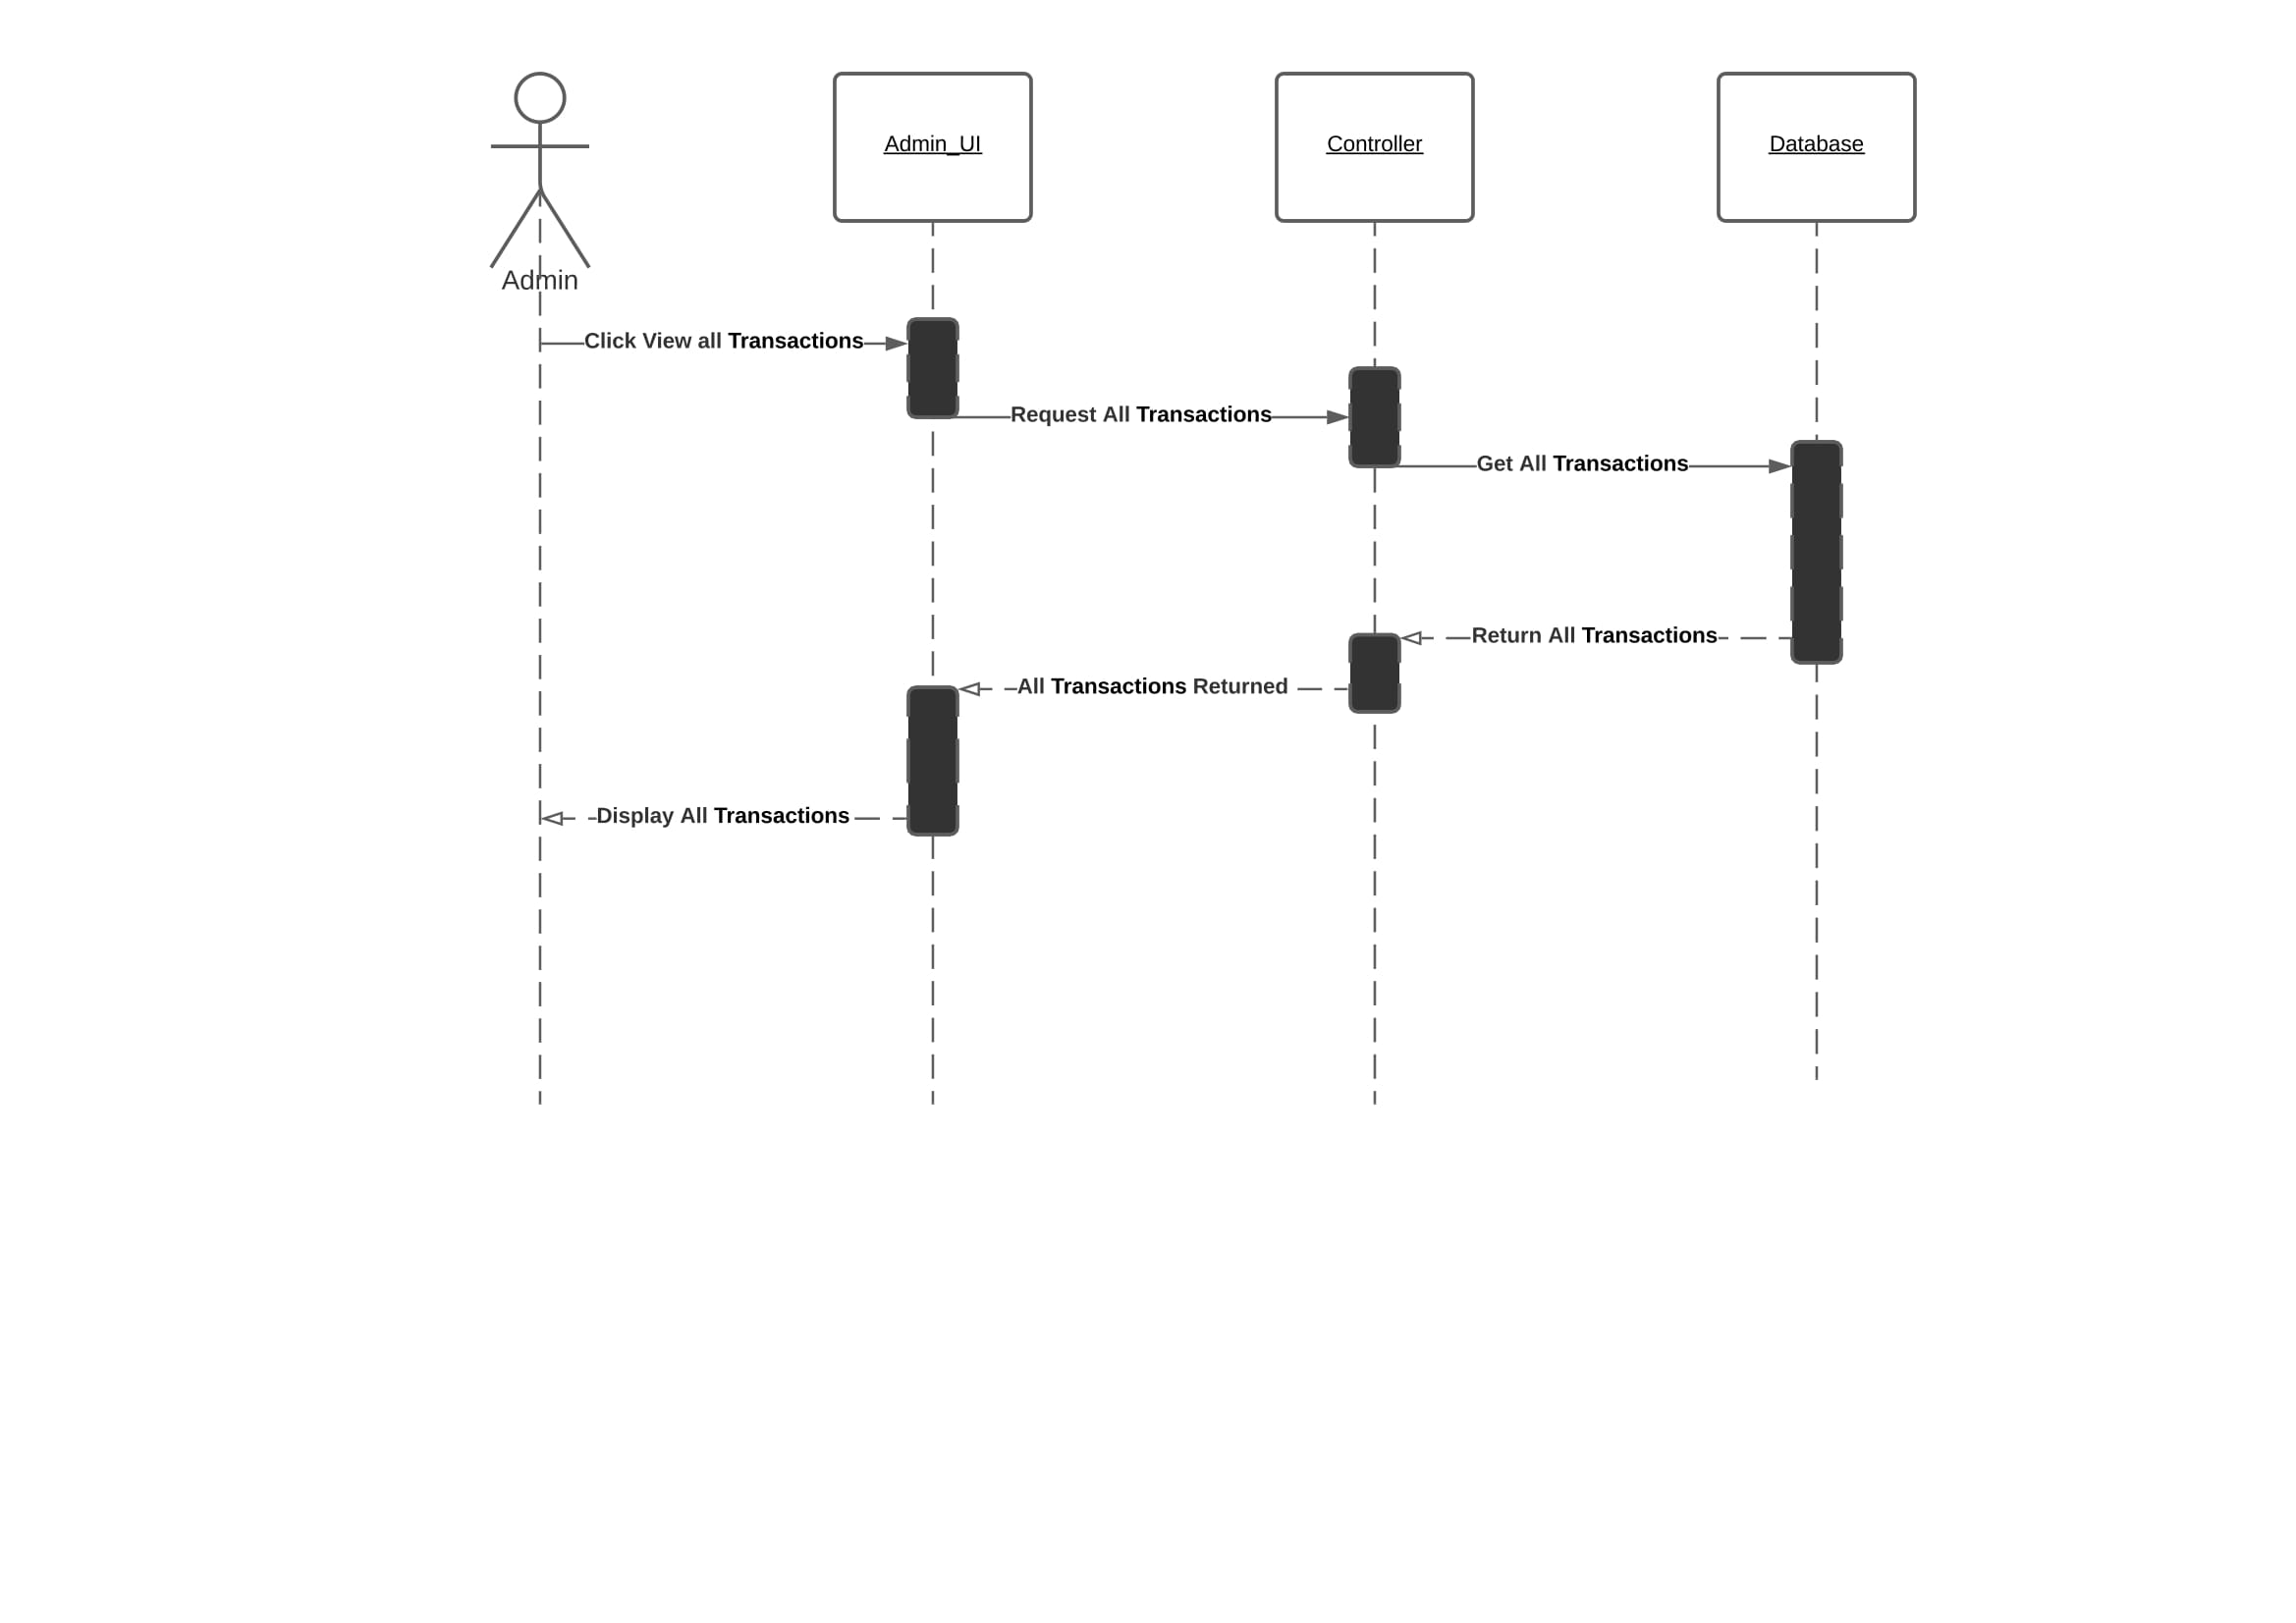 Admin_UI
Controller
Database
Admin
Click View all Transactions
Request All Transactions
Get All Transactions
Return All Transactions
All Transactions Returned
Display All Transactions